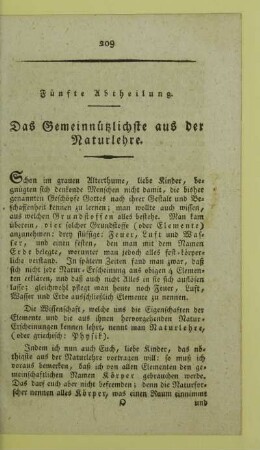 209
Fünfte Abtheilung.
Das Gemeinnützlichste aus der
Naturlehre.
Schon im grauen Alterthume, liebe Kinder, be-
gnügten sich denkende Menschen nicht damit, die bisher
genannten Geschöpfe Gottes nach ihrer Gestalt und Be-
schaffenheit kennen zu lernen; man wollte auch wissen,
aus welchen Grundstoffen alles bestehe. Man kam
überein, vier solcher Grundstoffe (oder Elemente)
anzunehmen: drey flüssige: Feuer, Luft und Was-
ser, und einen festen, den man mit dem Namen
Erde belegte, worunter man jedoch alles fest-körper-
liche verstand. In spätern Zeiten fand man zwar, daß
sich nicht jede Natur-Erscheinung aus obigen 4 Elemen-
ten erklären, und daß auch nicht Alles in sie sich auflösen
lasse; gleichwohl pflegt man heute noch Feuer, Luft,
Wasser und Erde ausschließlich Elemente zu nennen.
Die Wissenschaft, welche uns die Eigenschaften der
Elemente und die aus ihnen hervorgehenden Natur-
Erscheinungen kennen lehrt, nennt man Naturlehre,
(oder griechisch: Physik).
Indem ich nun auch Euch, liebe Kinder, das nö-
thigste aus der Naturlehre vortragen will: so muß ich
voraus bemerken, daß ich von allen Elementen den ge-
meinschaftlichen Namen Körper gebrauchen werde.
Das darf euch aber nicht befremden; denn die Naturfor-
scher nennen alles Körper, was einen Raum einnimmt
O
und